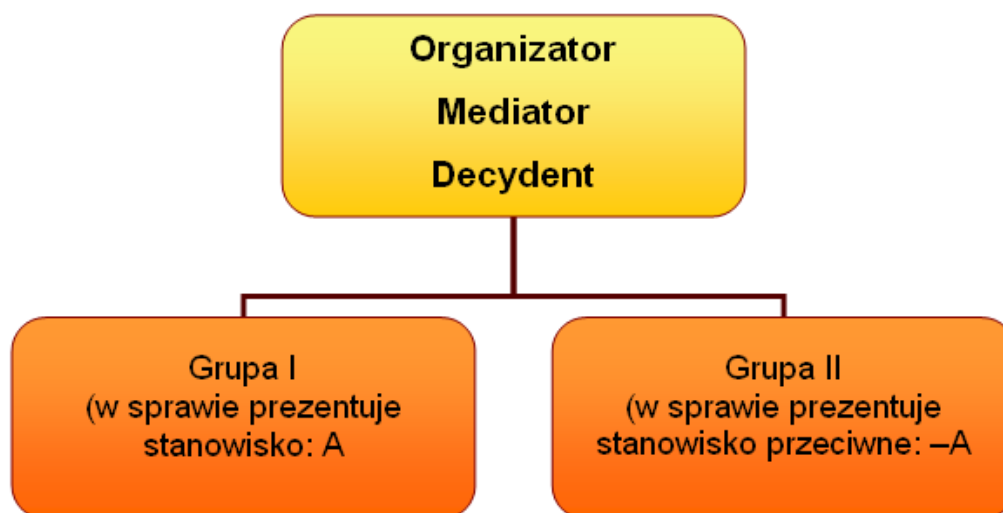 Organizator
Mediator
Decydent
Grupa I
(w sprawie prezentuje
stanowisko: A
Grupa II
(w sprawie prezentuje
stanowisko przeciwne: –A